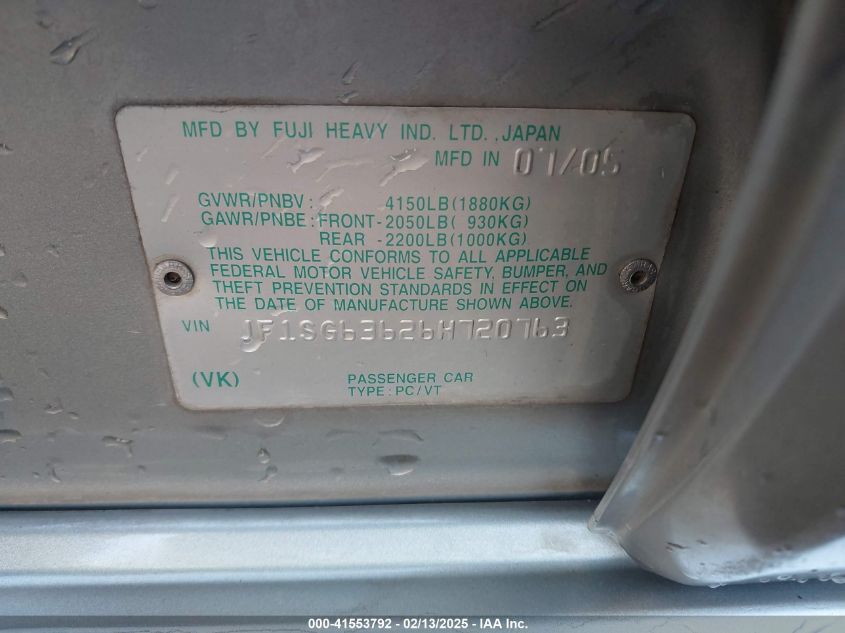 MFD BY FUJI HEAVY IND. LTD., JAPAN
MFD IN 07/05
GVWR/PNBV: 4150LB(1880KG)
GAWR/PNBE: FRONT-2050LB( 930KG)
REAR -2200LB(1000KG)
THIS VEHICLE CONFORMS TO ALL APPLICABLE
FEDERAL MOTOR VEHICLE SAFETY, BUMPER, AND
THEFT PREVENTION STANDARDS IN EFFECT ON
THE DATE OF MANUFACTURE SHOWN ABOVE.
VIN JF1SG63626H720763
(VK) PASSENGER CAR
TYPE: PC/VT
000-41553792 - 02/13/2025 - IAA Inc.